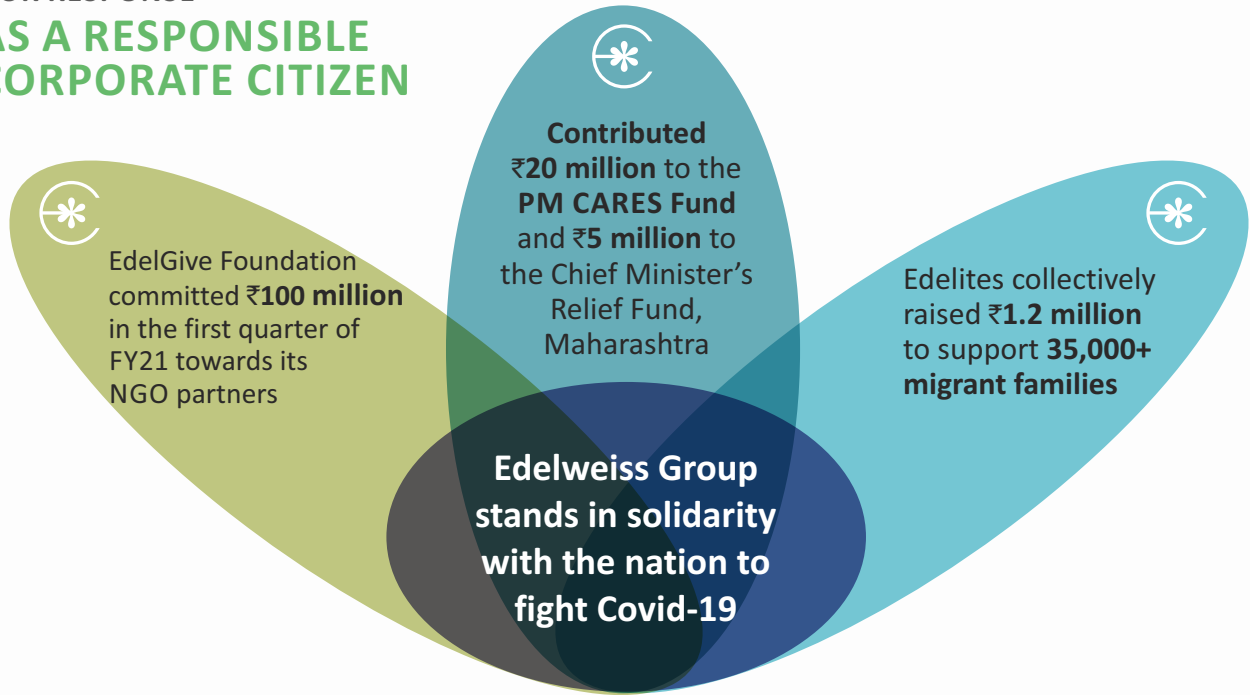 AS A RESPONSIBLE
CORPORATE CITIZEN
EdelGive Foundation
committed ₹100 million
in the first quarter of
FY21 towards its
NGO partners
Contributed
₹20 million to the
PM CARES Fund
and ₹5 million to
the Chief Minister’s
Relief Fund,
Maharashtra
Edelites collectively
raised ₹1.2 million
to support 35,000+
migrant families
Edelweiss Group
stands in solidarity
with the nation to
fight Covid-19